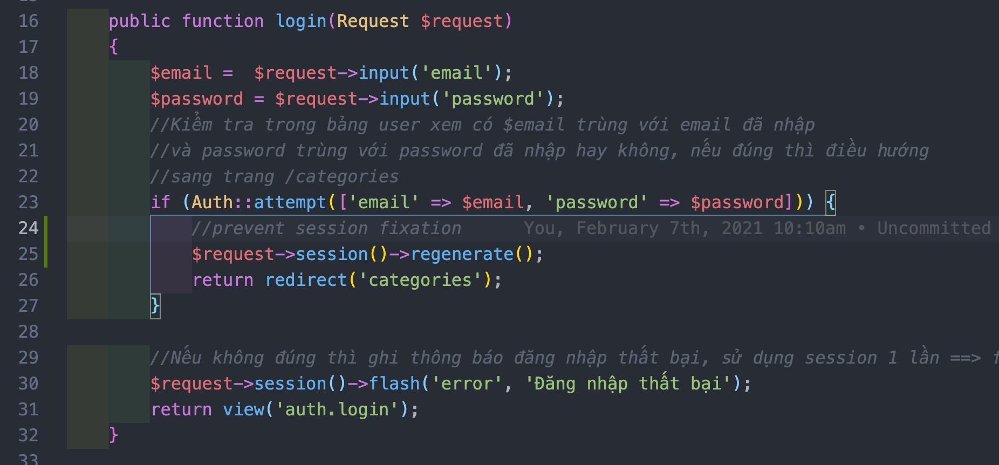 16 public function login(Request $request)
17 {
18 $email =  $request->input('email');
19 $password = $request->input('password');
20 //Kiểm tra trong bảng user xem có $email trùng với email đã nhập
21 //và password trùng với password đã nhập hay không, nếu đúng thì điều hướng
22 //sang trang /categories
23 if (Auth::attempt(['email' => $email, 'password' => $password])) {
24 //prevent session fixation You, February 7th, 2021 10:10am • Uncommitted
25 $request->session()->regenerate();
26 return redirect('categories');
27 }
28
29 //Nếu không đúng thì ghi thông báo đăng nhập thất bại, sử dụng session 1 lần ==>
30 $request->session()->flash('error', 'Đăng nhập thất bại');
31 return view('auth.login');
32 }
33